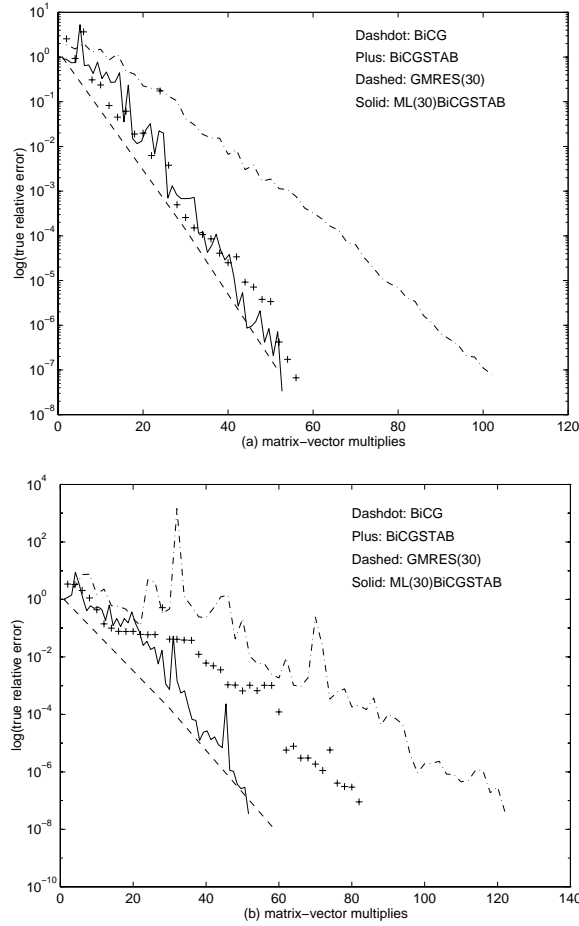 10^1
10^0
10^-1
10^-2
10^-3
10^-4
10^-5
10^-6
10^-7
10^-8
log(true relative error)
Dashdot: BiCG
Plus: BiCGSTAB
Dashed: GMRES(30)
Solid: ML(30)BiCGSTAB
0 20 40 60 80 100 120
(a) matrix-vector multiplies
10^4
10^2
10^0
10^-2
10^-4
10^-6
10^-8
10^-10
log(true relative error)
Dashdot: BiCG
Plus: BiCGSTAB
Dashed: GMRES(30)
Solid: ML(30)BiCGSTAB
0 20 40 60 80 100 120 140
(b) matrix-vector multiplies